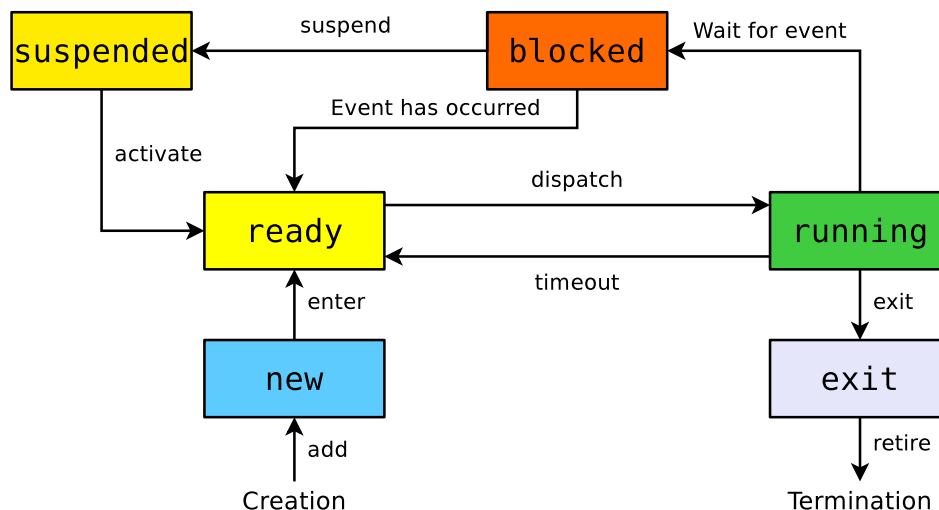 suspend
Wait for event
suspended
blocked
Event has occurred
activate
dispatch
ready
running
timeout
enter
exit
new
exit
add
retire
Creation
Termination